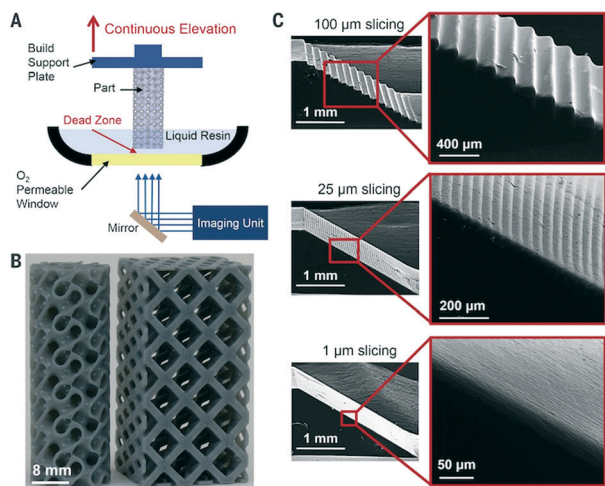 A
Continuous Elevation
Build
Support
Plate
Part
Dead Zone
Liquid Resin
O₂
Permeable
Window
Mirror
Imaging Unit
B
8 mm
C
100 µm slicing
1 mm
400 µm
25 µm slicing
1 mm
200 µm
1 µm slicing
1 mm
50 µm